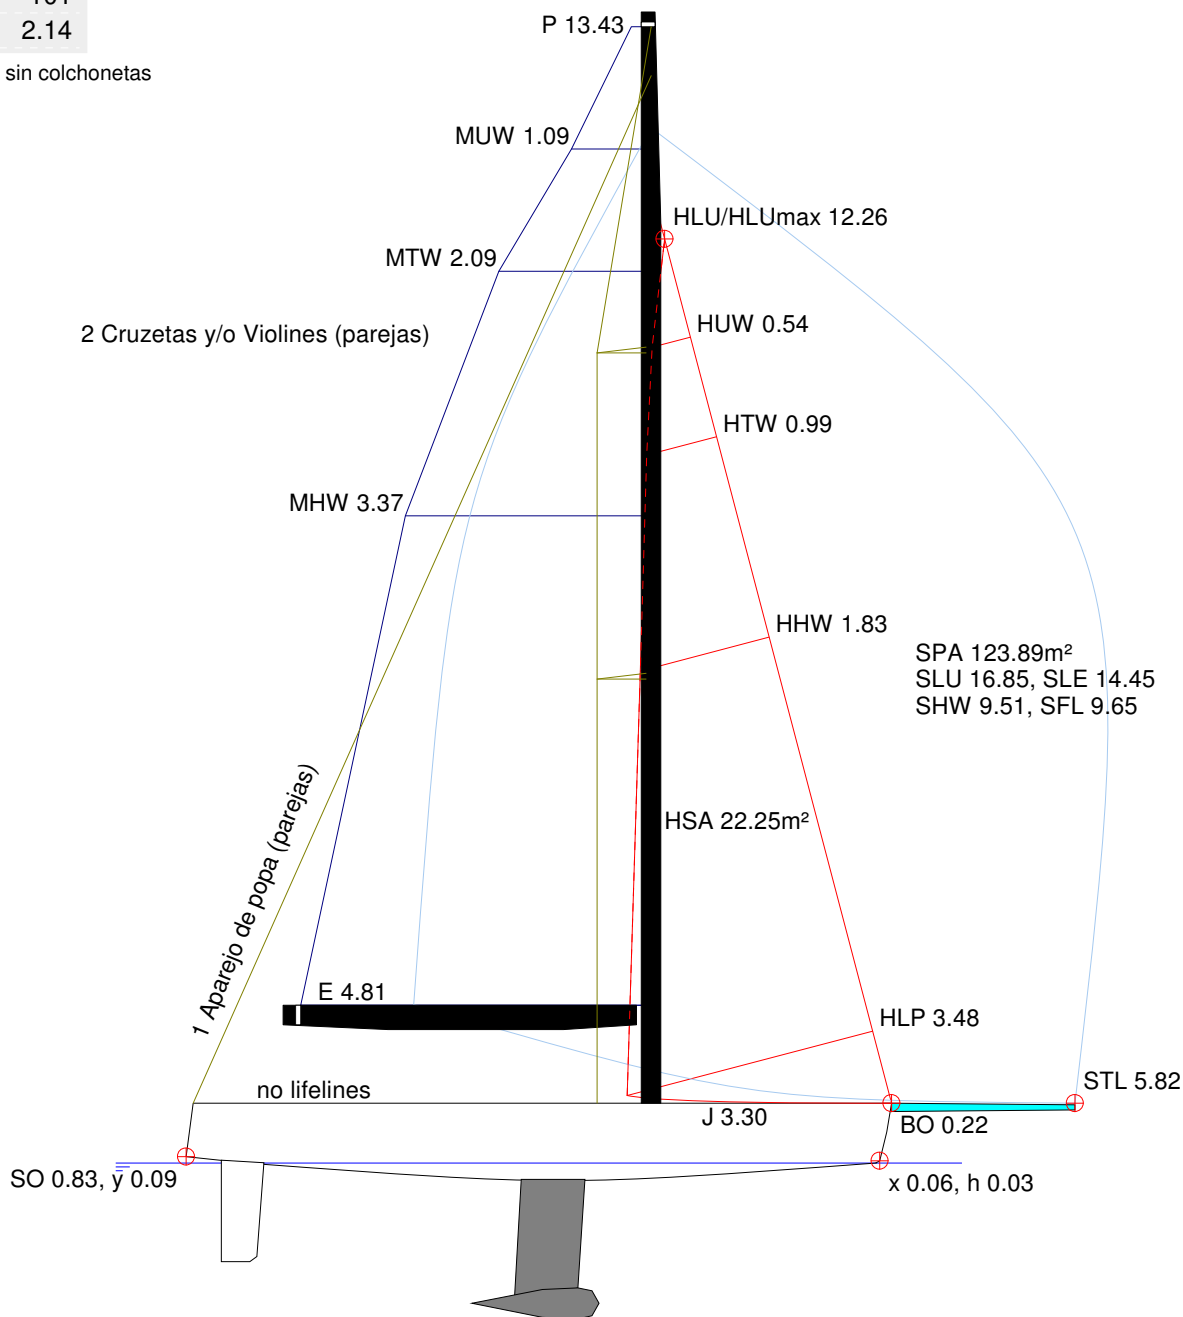 2.14
sin colchonetas
P 13.43
MUW 1.09
HLU/HLUmax 12.26
MTW 2.09
HUW 0.54
2 Cruzetas y/o Violines (parejas)
HTW 0.99
MHW 3.37
HHW 1.83
SPA 123.89m²
SLU 16.85, SLE 14.45
SHW 9.51, SFL 9.65
HSA 22.25m²
1 Aparejo de popa (parejas)
E 4.81
HLP 3.48
STL 5.82
no lifelines
J 3.30
BO 0.22
SO 0.83, y 0.09
x 0.06, h 0.03